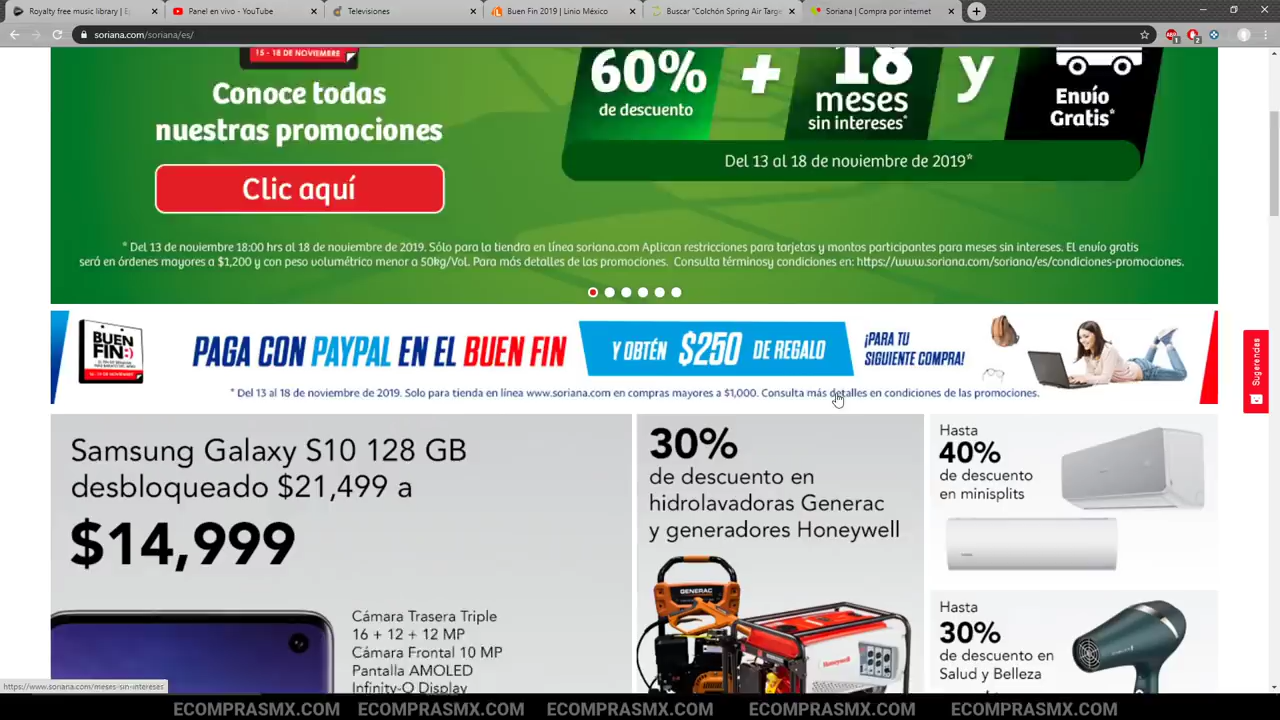 Royalty free music library | E
Panel en vivo - YouTube
Televisiones
Buen Fin 2019 | Linio México
Buscar "Colchón Spring Air Targe
Soriana | Compra por internet
soriana.com/soriana/es/
15 - 18 DE NOVIEMBRE
Conoce todas
nuestras promociones
Clic aquí
60%
de descuento
+
18
meses
sin intereses*
y
Envío
Gratis*
Del 13 al 18 de noviembre de 2019*
* Del 13 de noviembre 18:00 hrs al 18 de noviembre de 2019. Sólo para la tiendra en línea soriana.com Aplican restricciones para tarjetas y montos participantes para meses sin intereses. El envío gratis
será en órdenes mayores a $1,200 y con peso volumétrico menor a 50kg/Vol. Para más detalles de las promociones. Consulta términosy condiciones en: https://www.soriana.com/soriana/es/condiciones-promociones.
BUEN
FIN:)
PAGA CON PAYPAL EN EL BUEN FIN
Y OBTÉN $250 DE REGALO
¡PARA TU
SIGUIENTE COMPRA!
* Del 13 al 18 de noviembre de 2019. Solo para tienda en línea www.soriana.com en compras mayores a $1,000. Consulta más detalles en condiciones de las promociones.
Sugerencias
Samsung Galaxy S10 128 GB
desbloqueado $21,499 a
$14,999
Cámara Trasera Triple
16 + 12 + 12 MP
Cámara Frontal 10 MP
Pantalla AMOLED
Infinity-O Display
30%
de descuento en
hidrolavadoras Generac
y generadores Honeywell
GENERAC
Honeywell
Hasta
40%
de descuento
en minisplits
Hasta
30%
de descuento en
Salud y Belleza
https://www.soriana.com/meses-sin-intereses
ECOMPRASMX.COM ECOMPRASMX.COM ECOMPRASMX.COM ECOMPRASMX.COM ECOMPRASMX.COM